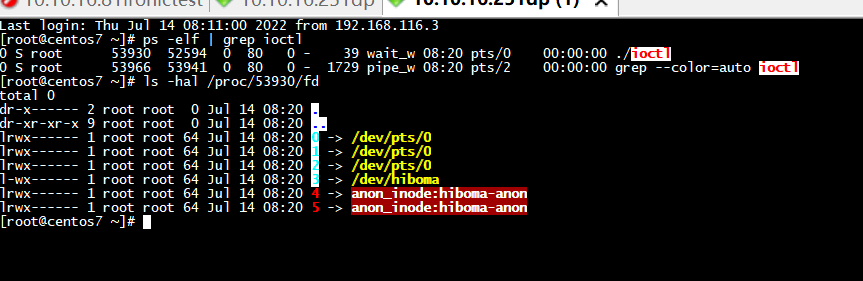 Last login: Thu Jul 14 08:11:00 2022 from 192.168.116.3
[root@centos7 ~]# ps -elf | grep ioctl
0 S root      53930  52594  0  80   0 -    39 wait_w 08:20 pts/0    00:00:00 ./ioctl
0 S root      53966  53941  0  80   0 -  1729 pipe_w 08:20 pts/2    00:00:00 grep --color=auto ioctl
[root@centos7 ~]# ls -hal /proc/53930/fd
total 0
dr-x------ 2 root root  0 Jul 14 08:20 .
dr-xr-xr-x 9 root root  0 Jul 14 08:20 ..
lrwx------ 1 root root 64 Jul 14 08:20 0 -> /dev/pts/0
lrwx------ 1 root root 64 Jul 14 08:20 1 -> /dev/pts/0
lrwx------ 1 root root 64 Jul 14 08:20 2 -> /dev/pts/0
l-wx------ 1 root root 64 Jul 14 08:20 3 -> /dev/hiboma
lrwx------ 1 root root 64 Jul 14 08:20 4 -> anon_inode:hiboma-anon
lrwx------ 1 root root 64 Jul 14 08:20 5 -> anon_inode:hiboma-anon
[root@centos7 ~]#